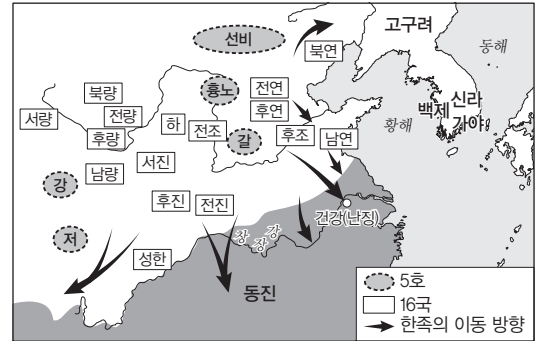 선비
고구려
북연
동해
흉노
전연
북량
후연
신라
백제
가야
서량
전량
하
전조
황해
후량
갈
후조
남연
서진
남량
강
후진
전진
건강(난징)
창
장
강
저
성한
동진
5호
16국
한족의 이동 방향